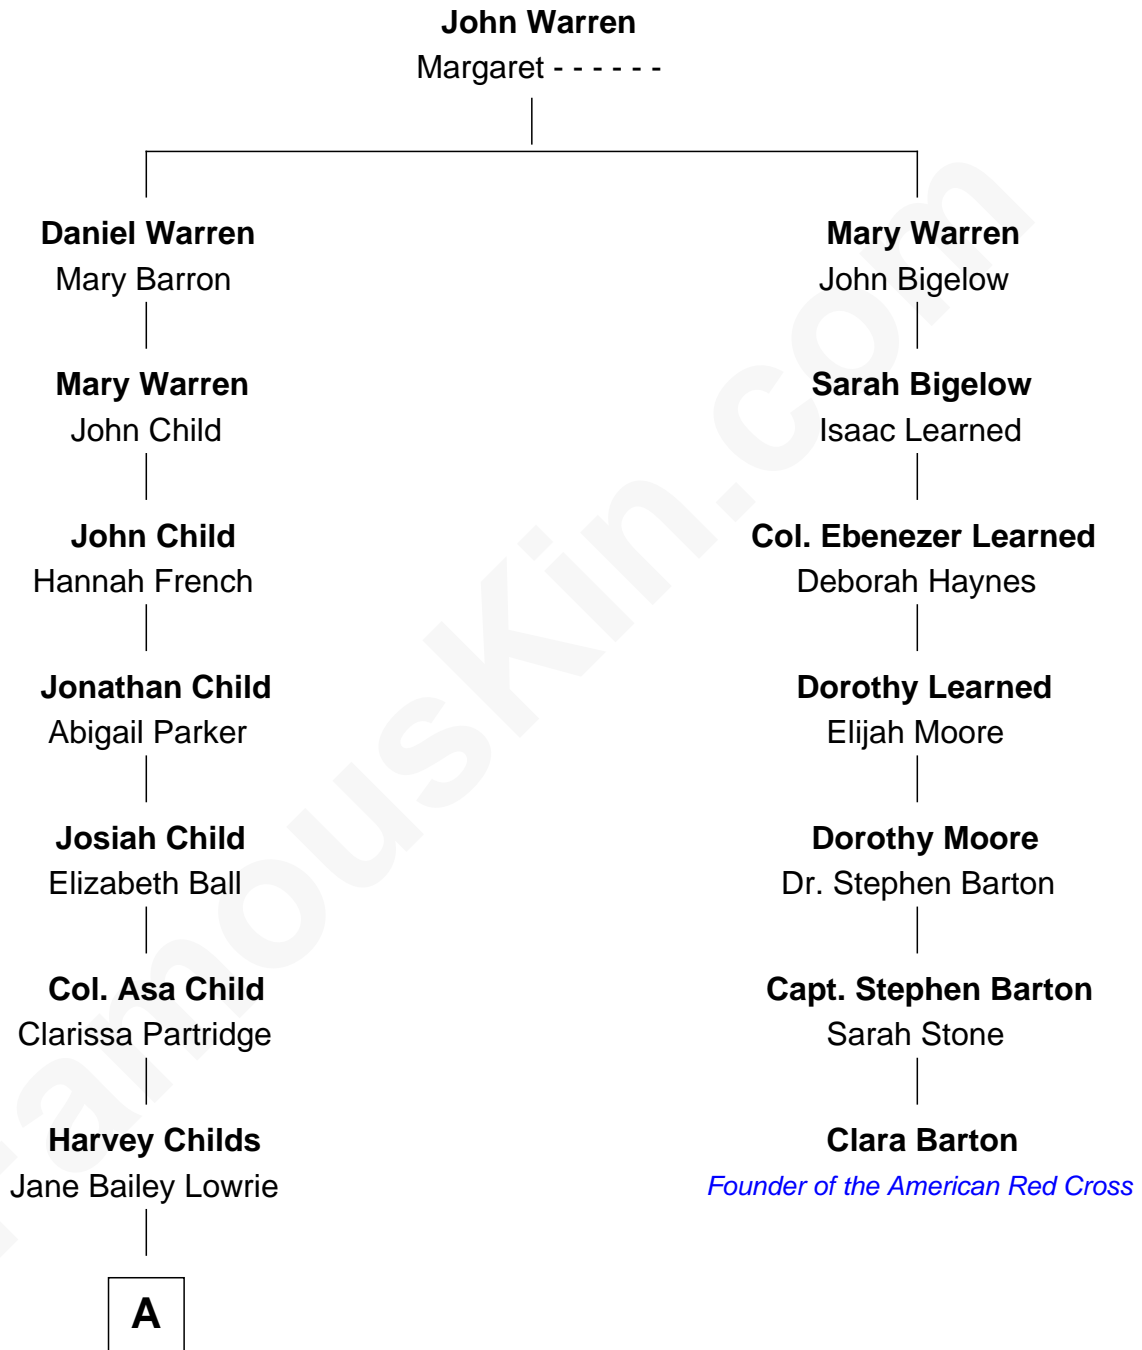 John Warren
Margaret - - - - - -
Daniel Warren
Mary Barron
Mary Warren
John Child
John Child
Hannah French
Jonathan Child
Abigail Parker
Josiah Child
Elizabeth Ball
Col. Asa Child
Clarissa Partridge
Harvey Childs
Jane Bailey Lowrie
A
Mary Warren
John Bigelow
Sarah Bigelow
Isaac Learned
Col. Ebenezer Learned
Deborah Haynes
Dorothy Learned
Elijah Moore
Dorothy Moore
Dr. Stephen Barton
Capt. Stephen Barton
Sarah Stone
Clara Barton
Founder of the American Red Cross
FamousKin.com